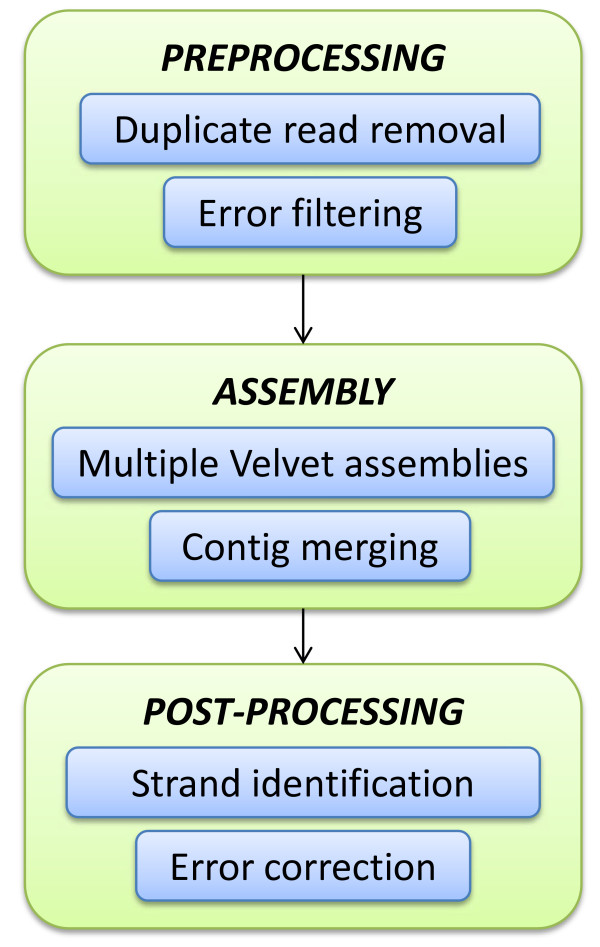 PREPROCESSING
Duplicate read removal
Error filtering
ASSEMBLY
Multiple Velvet assemblies
Contig merging
POST-PROCESSING
Strand identification
Error correction